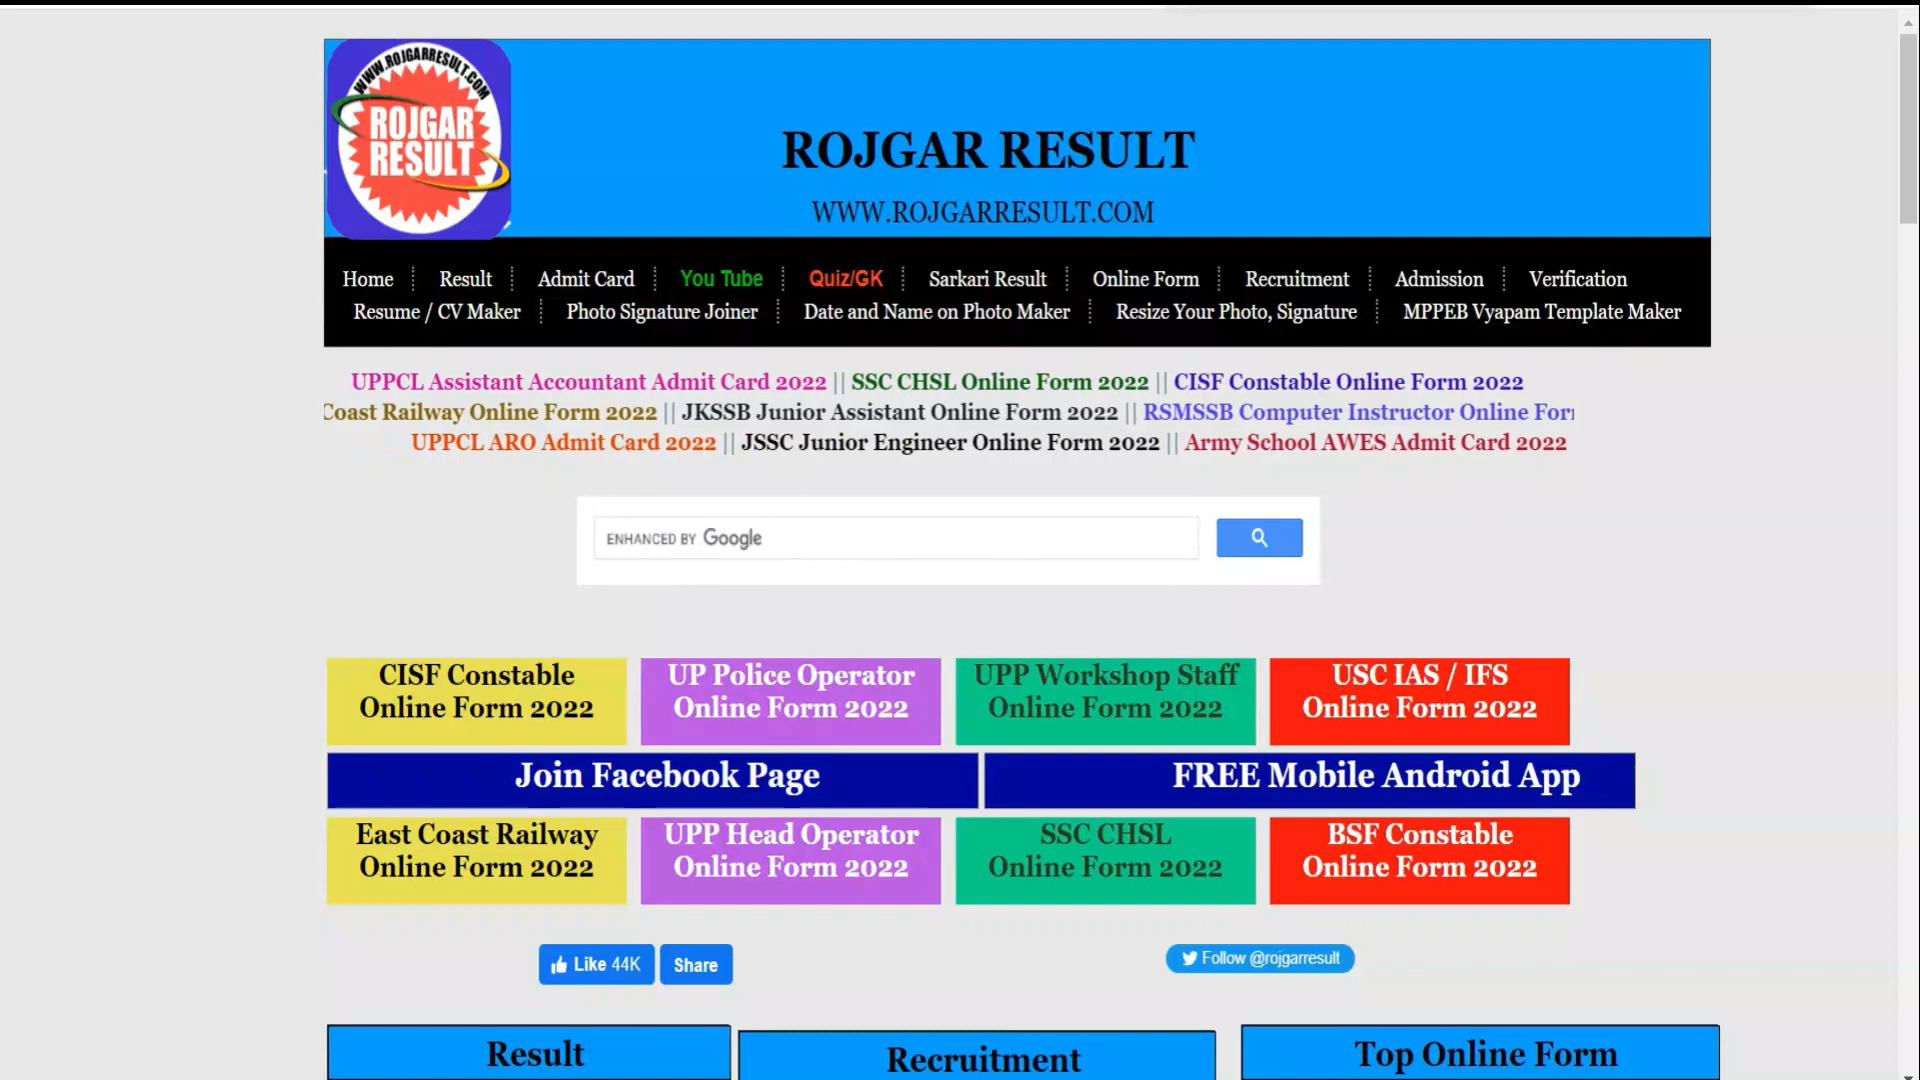 WWW.ROJGARRESULT.COM
ROJGAR
RESULT
ROJGAR RESULT
WWW.ROJGARRESULT.COM
Home Result Admit Card You Tube Quiz/GK Sarkari Result Online Form Recruitment Admission Verification
Resume / CV Maker Photo Signature Joiner Date and Name on Photo Maker Resize Your Photo, Signature MPPEB Vyapam Template Maker
UPPCL Assistant Accountant Admit Card 2022 || SSC CHSL Online Form 2022 || CISF Constable Online Form 2022
Coast Railway Online Form 2022 || JKSSB Junior Assistant Online Form 2022 || RSMSSB Computer Instructor Online For
UPPCL ARO Admit Card 2022 || JSSC Junior Engineer Online Form 2022 || Army School AWES Admit Card 2022
ENHANCED BY Google
CISF Constable
Online Form 2022
UP Police Operator
Online Form 2022
UPP Workshop Staff
Online Form 2022
USC IAS / IFS
Online Form 2022
Join Facebook Page
FREE Mobile Android App
East Coast Railway
Online Form 2022
UPP Head Operator
Online Form 2022
SSC CHSL
Online Form 2022
BSF Constable
Online Form 2022
Like 44K
Share
Follow @rojgarresult
Result
Recruitment
Top Online Form